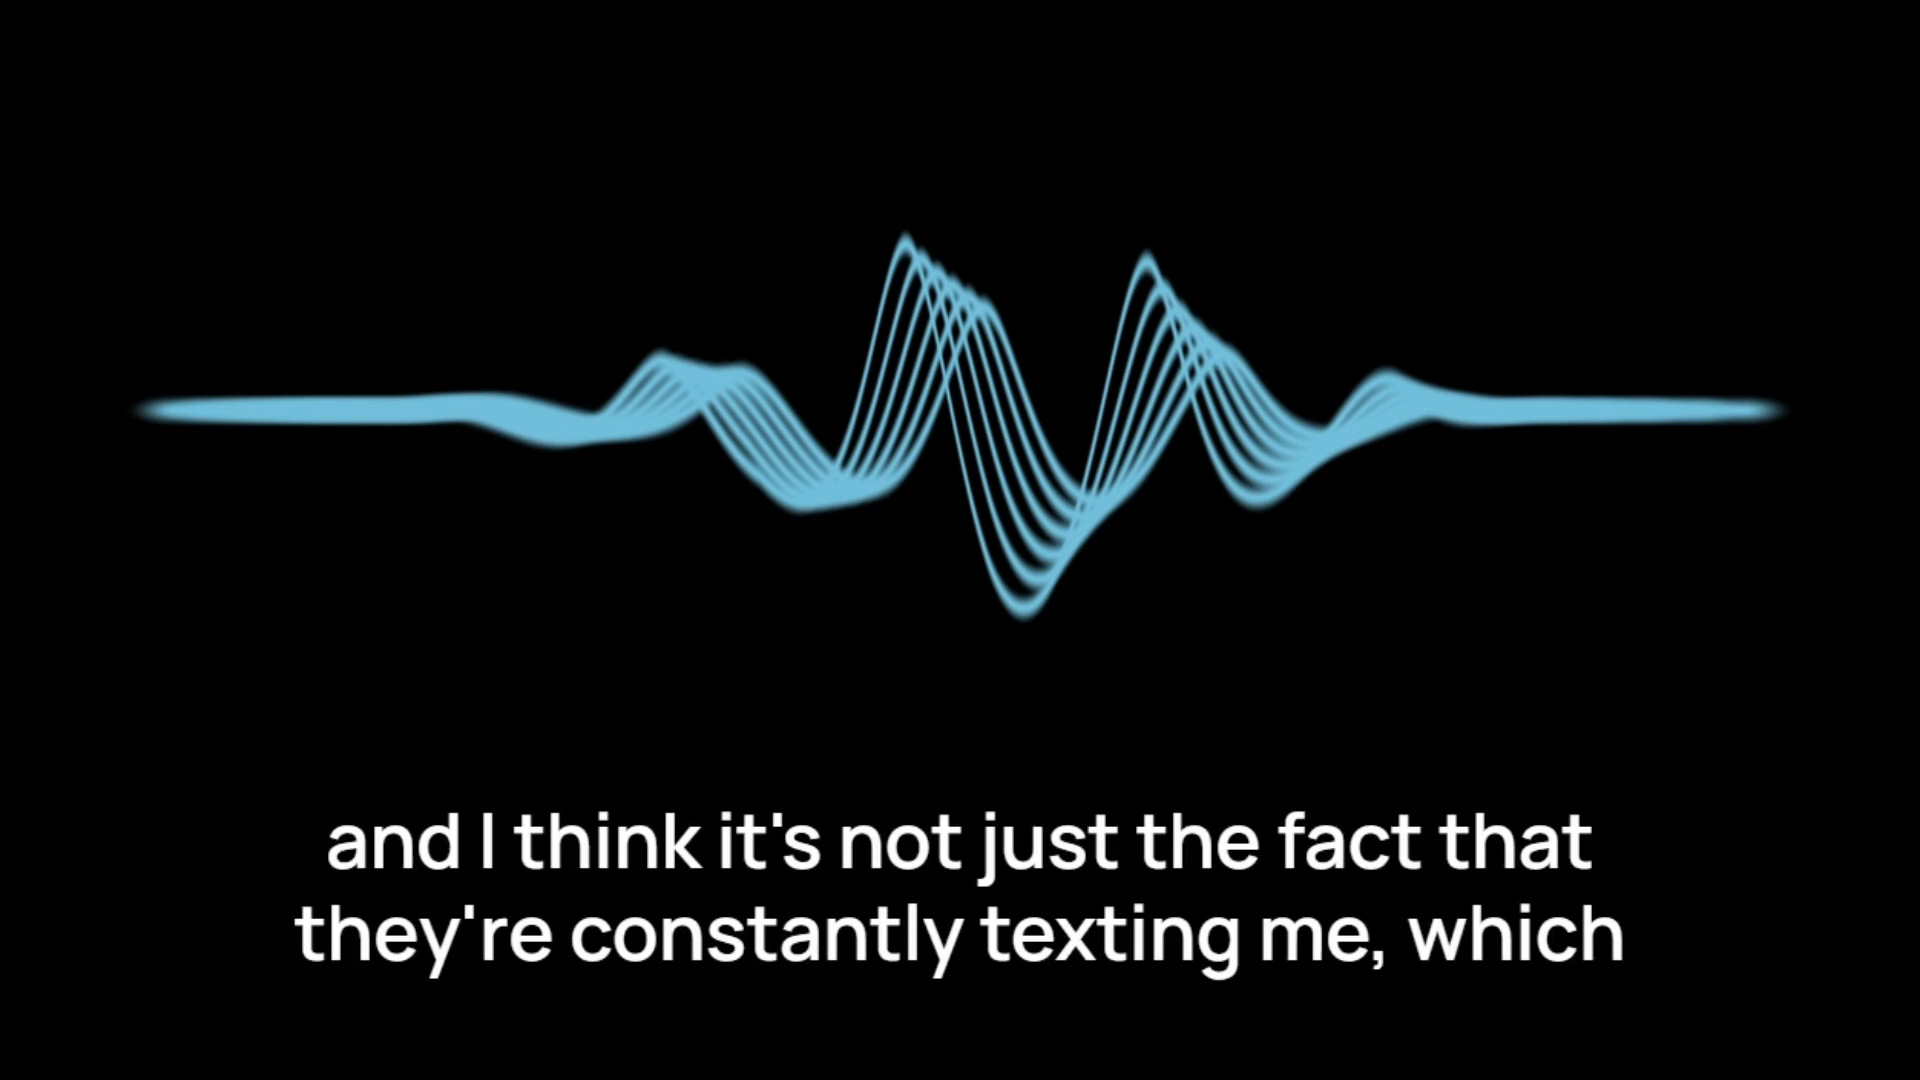 and I think it's not just the fact that
they're constantly texting me, which